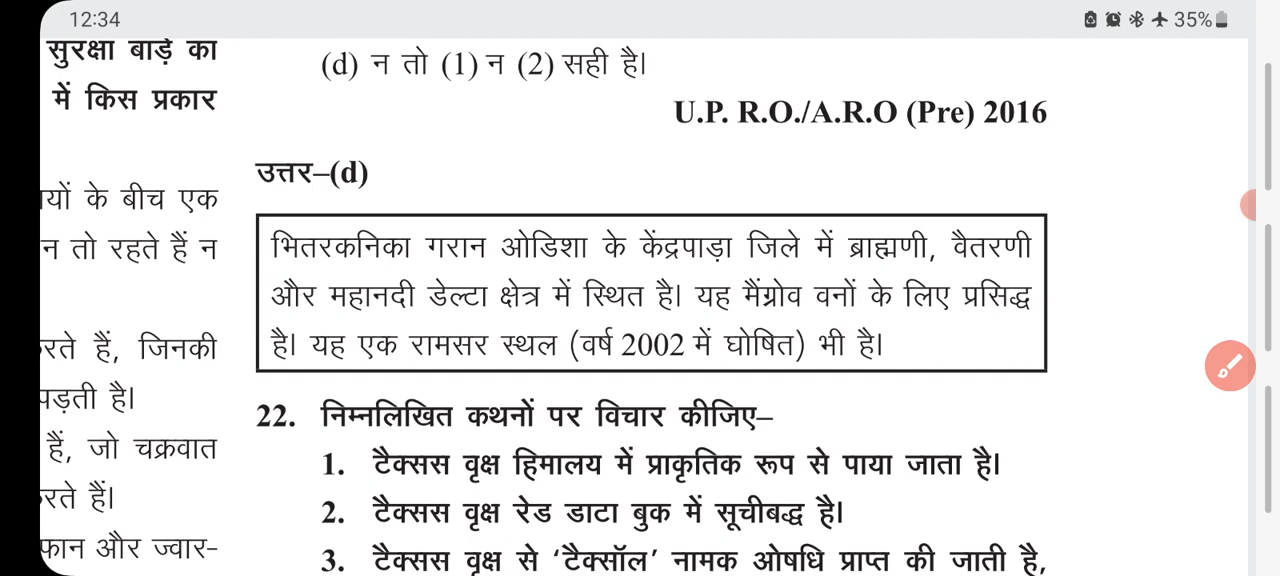 12:34
35%
सुरक्षा बाड़े का
में किस प्रकार
के बीच एक
न तो रहते हैं न
हैं, जिनकी
पड़ती है।
हैं, जो चक्रवात
हैं।
और ज्वार-
(d) न तो (1) न (2) सही है।
U.P. R.O./A.R.O (Pre) 2016
उत्तर–(d)
भितरकनिका गरान ओडिशा के केंद्रपाड़ा जिले में ब्राह्मणी, वैतरणी
और महानदी डेल्टा क्षेत्र में स्थित है। यह मैंग्रोव वनों के लिए प्रसिद्ध
है। यह एक रामसर स्थल (वर्ष 2002 में घोषित) भी है।
22. निम्नलिखित कथनों पर विचार कीजिए–
1. टैक्सस वृक्ष हिमालय में प्राकृतिक रूप से पाया जाता है।
2. टैक्सस वृक्ष रेड डाटा बुक में सूचीबद्ध है।
3. टैक्सस वृक्ष से ‘टैक्सॉल’ नामक ओषधि प्राप्त की जाती है,